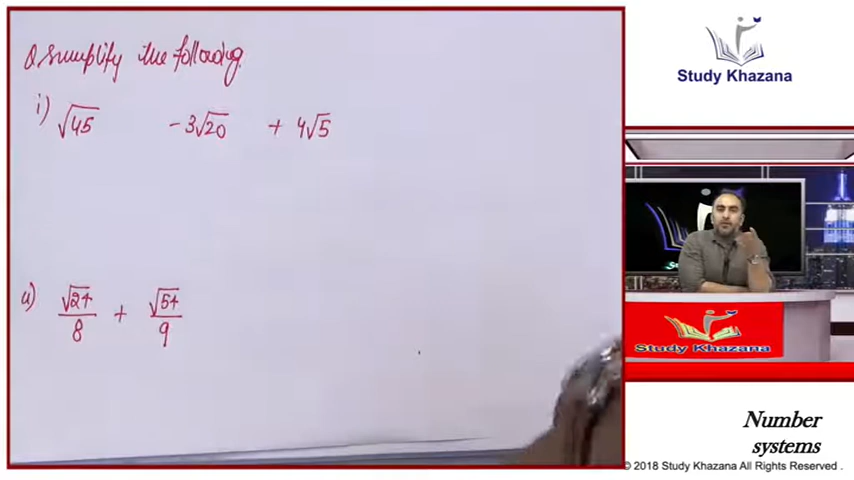 Q Simplify the following
i) √45 - 3√20 + 4√5
ii) √24/8 + √54/9
Study Khazana
Study Khazana
Number
systems
© 2018 Study Khazana All Rights Reserved .